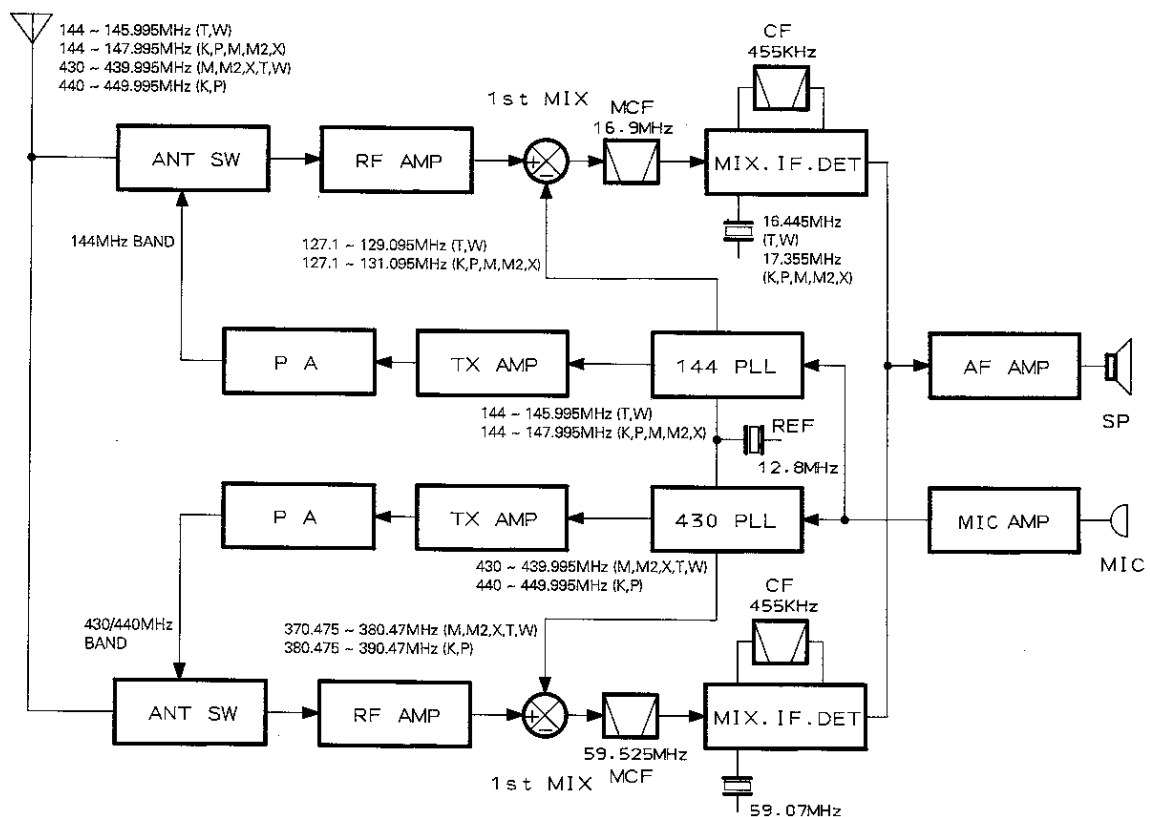 144 ~ 145.995MHz (T,W)
144 ~ 147.995MHz (K,P,M,M2,X)
430 ~ 439.995MHz (M,M2,X,T,W)
440 ~ 449.995MHz (K,P)
CF
455KHz
1st MIX
MCF
16.9MHz
ANT SW
RF AMP
MIX.IF.DET
144MHz BAND
127.1 ~ 129.095MHz (T,W)
127.1 ~ 131.095MHz (K,P,M,M2,X)
16.445MHz
(T,W)
17.355MHz
(K,P,M,M2,X)
P A
TX AMP
144 PLL
AF AMP
SP
144 ~ 145.995MHz (T,W)
144 ~ 147.995MHz (K,P,M,M2,X)
REF
12.8MHz
P A
TX AMP
430 PLL
MIC AMP
MIC
430 ~ 439.995MHz (M,M2,X,T,W)
440 ~ 449.995MHz (K,P)
CF
455KHz
430/440MHz
BAND
370.475 ~ 380.47MHz (M,M2,X,T,W)
380.475 ~ 390.47MHz (K,P)
ANT SW
RF AMP
MIX.IF.DET
59.525MHz
MCF
1st MIX
59.07MHz